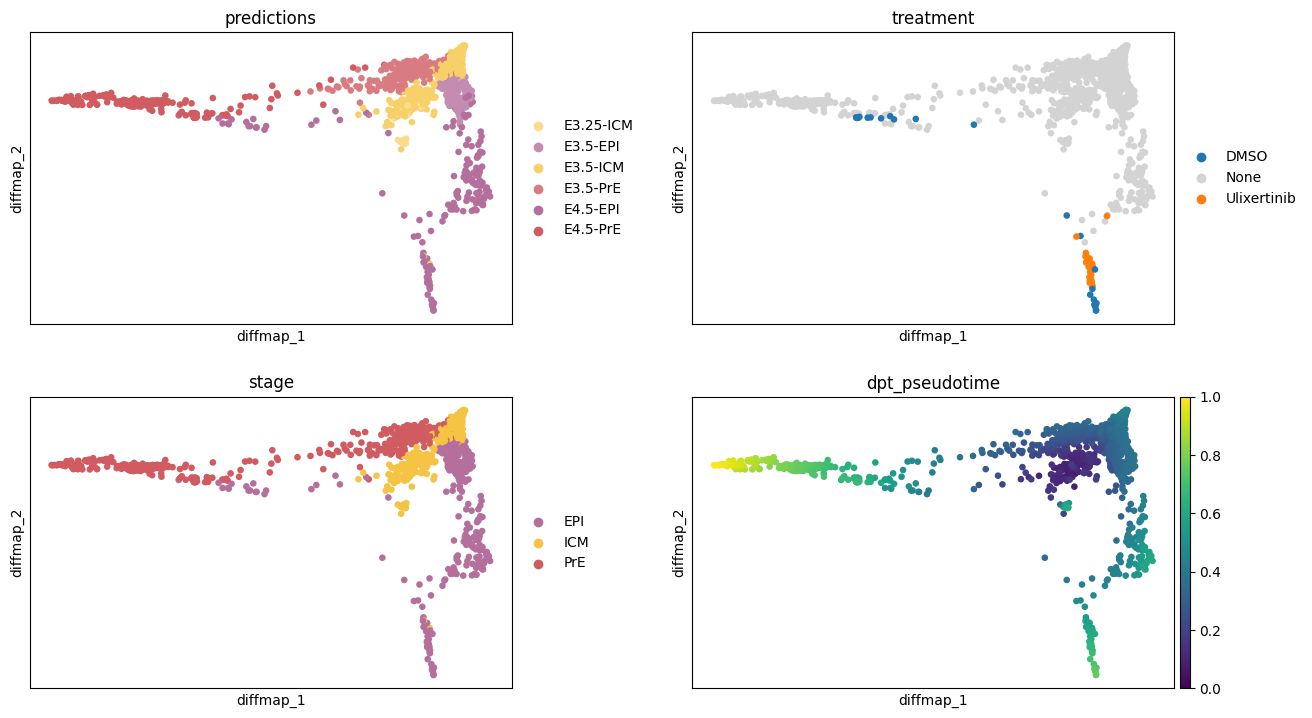 predictions
diffmap_2
diffmap_1
E3.25-ICM
E3.5-EPI
E3.5-ICM
E3.5-PrE
E4.5-EPI
E4.5-PrE
treatment
diffmap_2
diffmap_1
DMSO
None
Ulixertinib
stage
diffmap_2
diffmap_1
EPI
ICM
PrE
dpt_pseudotime
diffmap_2
diffmap_1
1.0
0.8
0.6
0.4
0.2
0.0